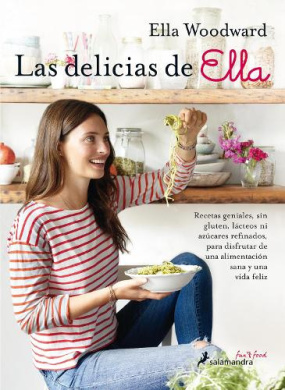 Ella Woodward
Las delicias de Ella
Recetas geniales, sin
gluten, lácteos ni
azúcares refinados,
para disfrutar de
una alimentación
sana y una
vida feliz
fun&food
salamandra